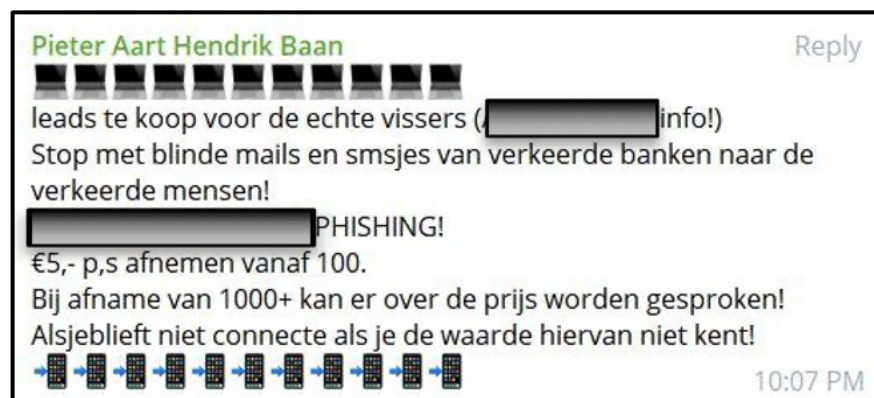 Pieter Aart Hendrik Baan
Reply
leads te koop voor de echte vissers ( info!)
Stop met blinde mails en smsjes van verkeerde banken naar de
verkeerde mensen!
PHISHING!
€5,- p,s afnemen vanaf 100.
Bij afname van 1000+ kan er over de prijs worden gesproken!
Alsjeblieft niet connecte als je de waarde hiervan niet kent!
10:07 PM